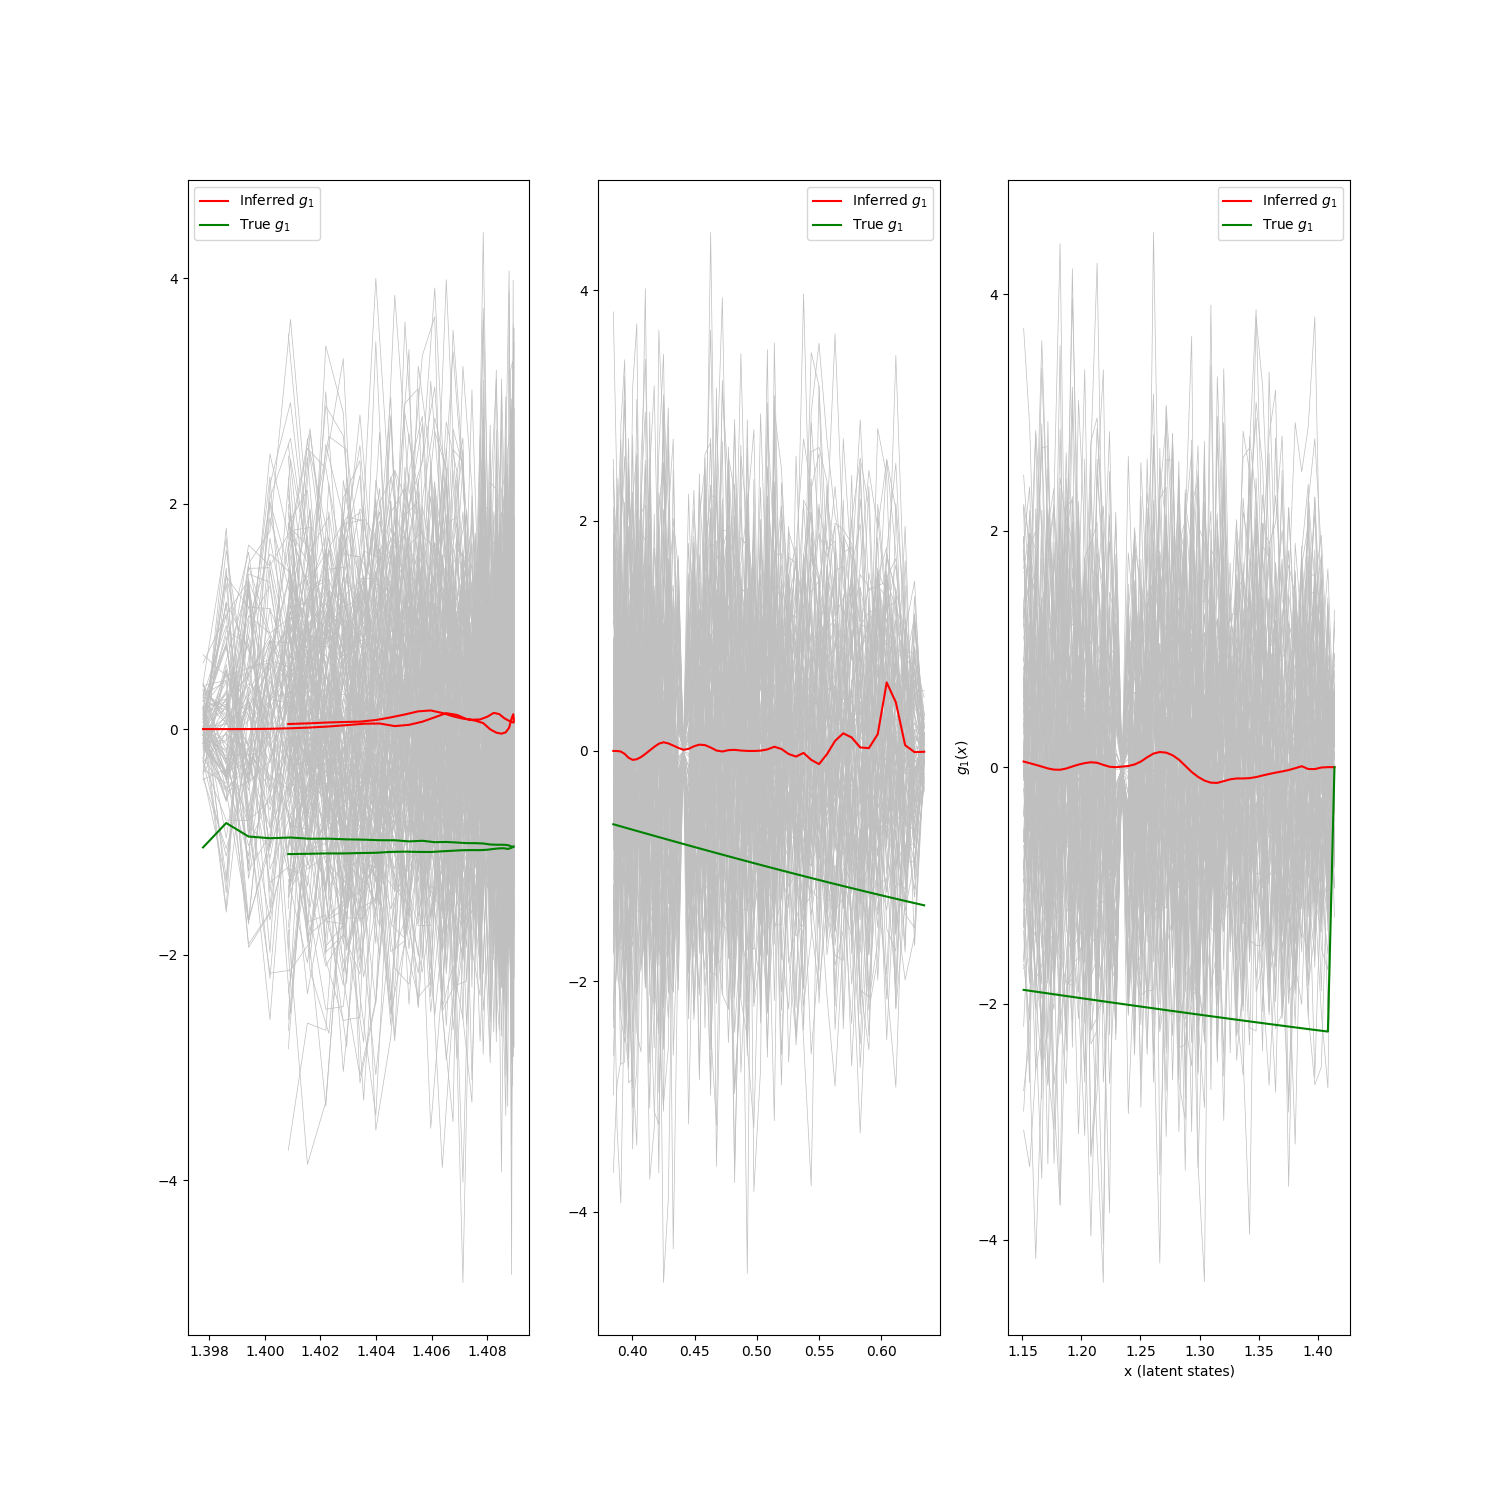 Inferred g₁
True g₁
4
2
0
−2
−4
1.398 1.400 1.402 1.404 1.406 1.408
Inferred g₁
True g₁
4
2
0
−2
−4
0.40 0.45 0.50 0.55 0.60
Inferred g₁
True g₁
g₁(x)
4
2
0
−2
−4
1.15 1.20 1.25 1.30 1.35 1.40
x (latent states)